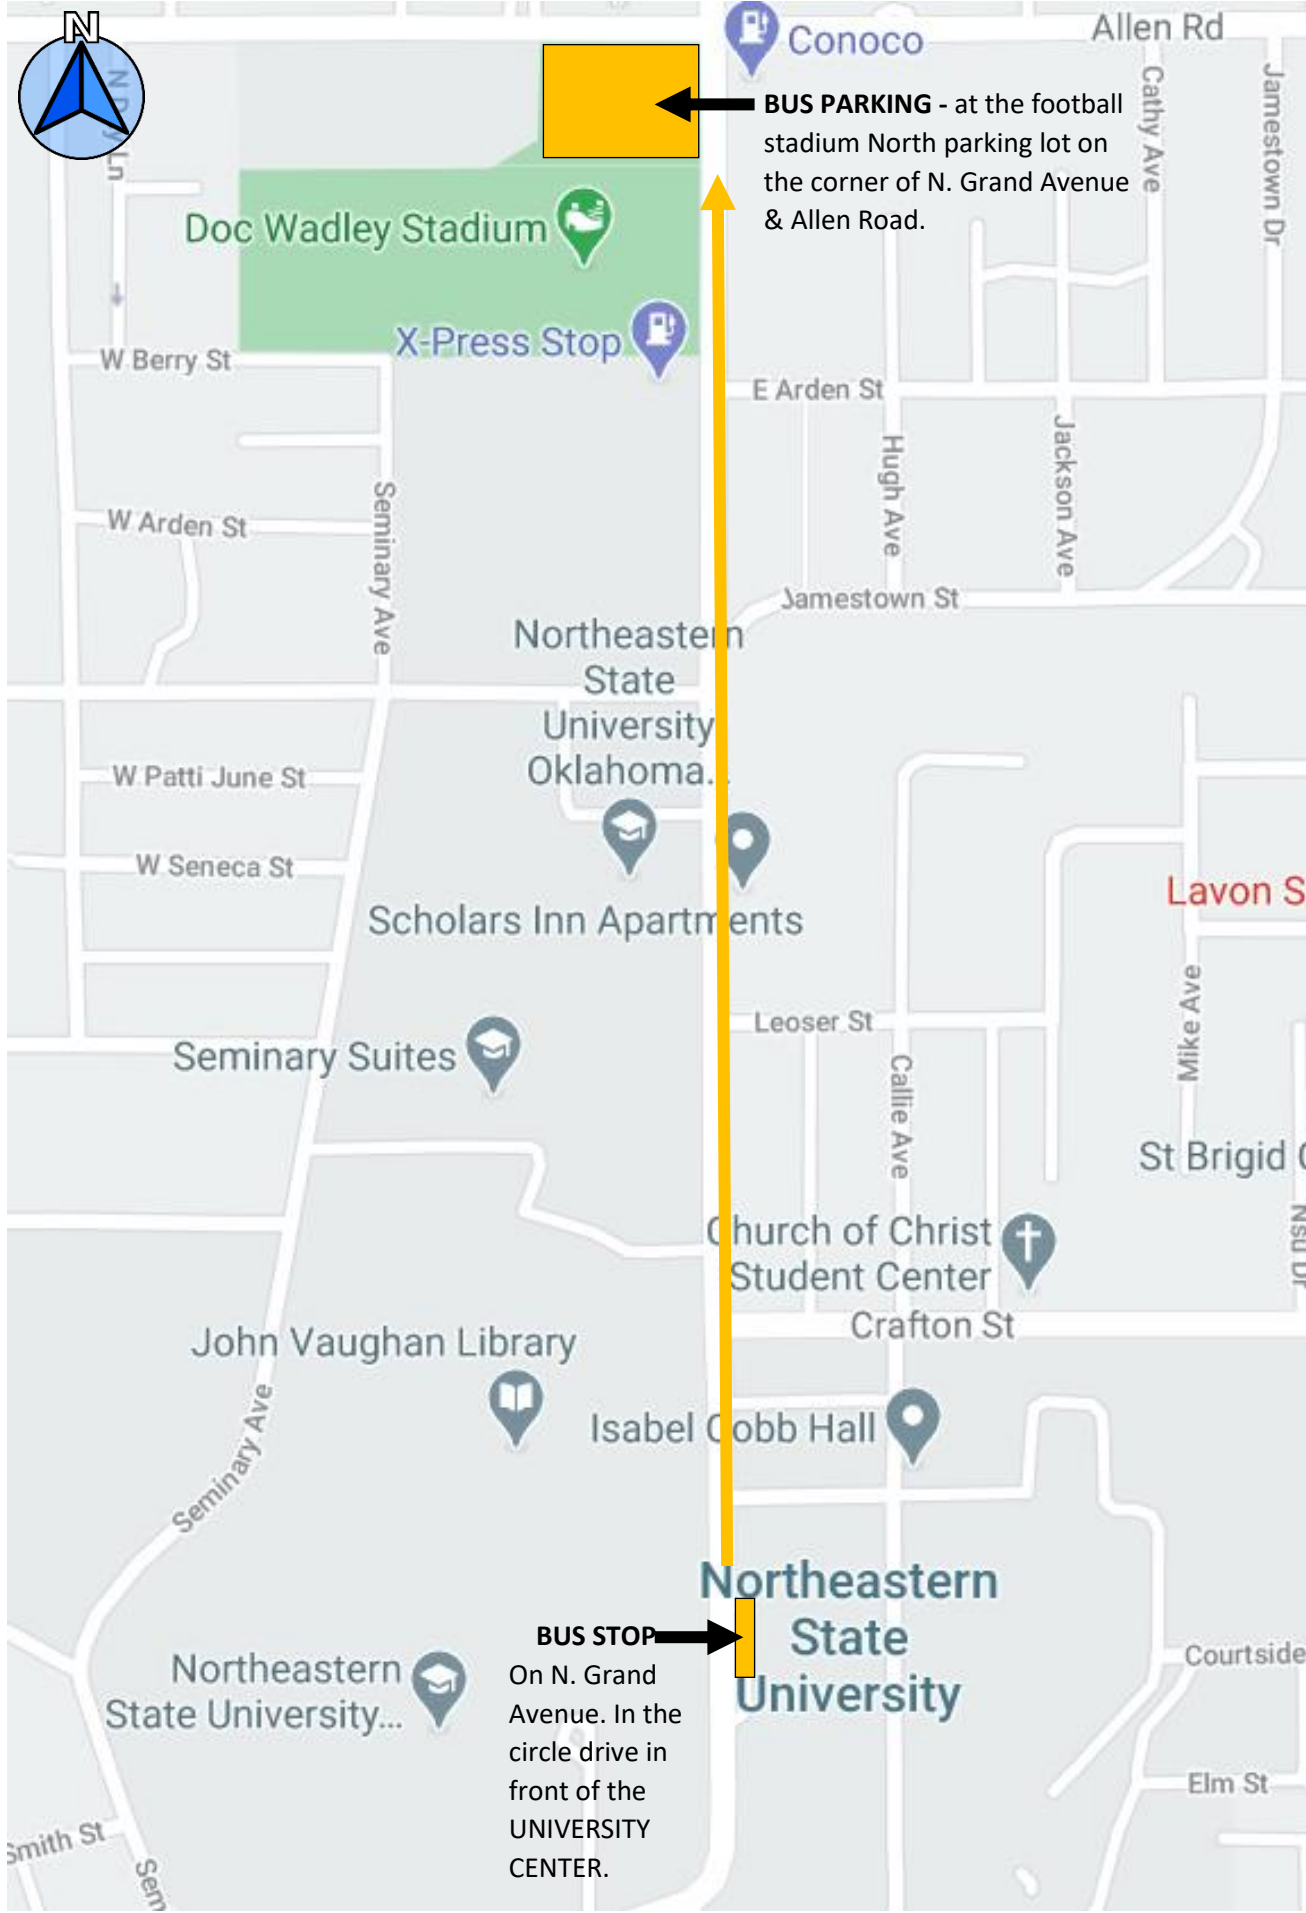 N
Conoco
Allen Rd
BUS PARKING - at the football
stadium North parking lot on
the corner of N. Grand Avenue
& Allen Road.
Cathy Ave
Jamestown Dr
Doc Wadley Stadium
X-Press Stop
W Berry St
E Arden St
Hugh Ave
Jackson Ave
Seminary Ave
W Arden St
Jamestown St
Northeastern
State
University
Oklahoma...
W Patti June St
W Seneca St
Scholars Inn Apartments
Lavon S
Leoser St
Mike Ave
Seminary Suites
Callie Ave
St Brigid
Church of Christ
Student Center
Nsu Dr
Crafton St
John Vaughan Library
Isabel Cobb Hall
Seminary Ave
Northeastern
State
University
BUS STOP
On N. Grand
Avenue. In the
circle drive in
front of the
UNIVERSITY
CENTER.
Northeastern
State University...
Courtside
Elm St
Smith St
Sem